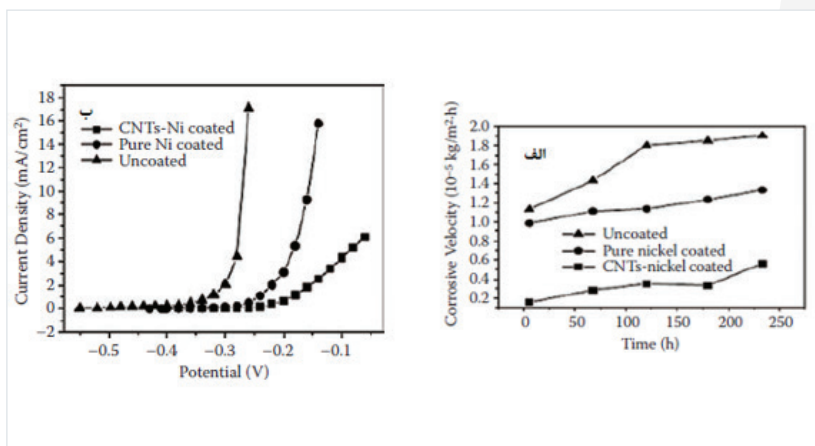 18
16
14
12
10
8
6
4
2
0
−2
Current Density (mA/cm²)
ب
CNTs-Ni coated
Pure Ni coated
Uncoated
−0.5
−0.4
−0.3
−0.2
−0.1
Potential (V)
2.0
1.8
1.6
1.4
1.2
1.0
0.8
0.6
0.4
0.2
Corrosive Velocity (10⁻⁵ kg/m²·h)
الف
Uncoated
Pure nickel coated
CNTs-nickel coated
0
50
100
150
200
250
Time (h)